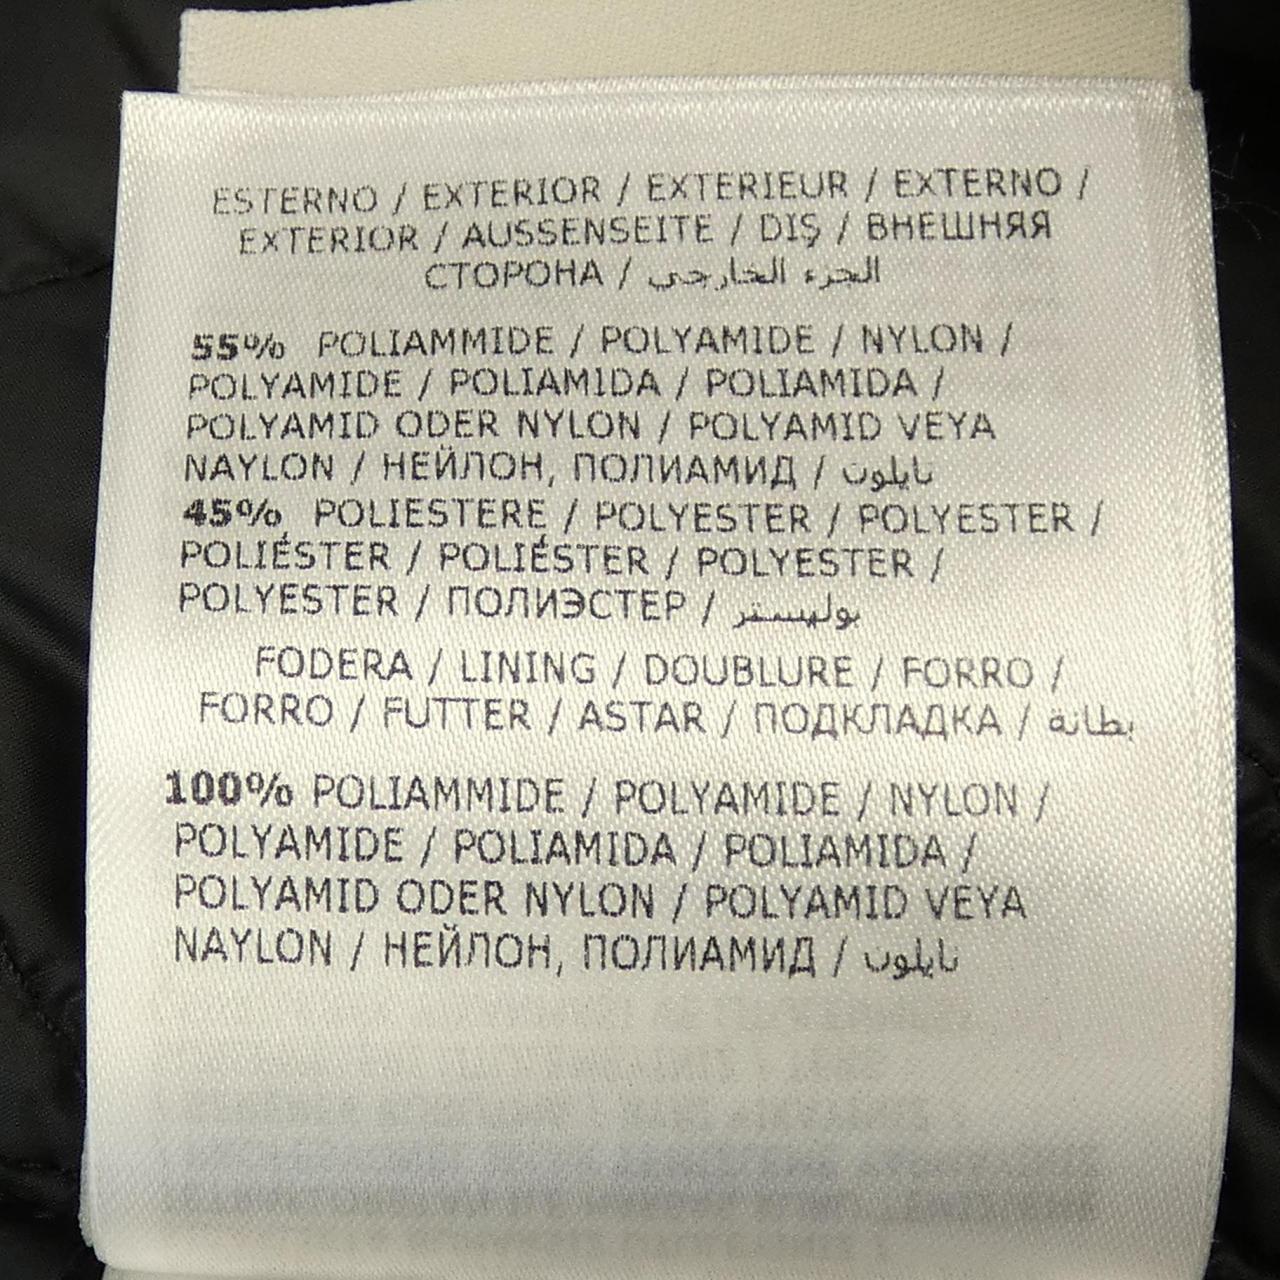 ESTERNO / EXTERIOR / EXTERIEUR / EXTERNO /
EXTERIOR / AUSSENSEITE / DIŞ / ВНЕШНЯЯ
СТОРОНА / الجزء الخارجي
55% POLIAMMIDE / POLYAMIDE / NYLON /
POLYAMIDE / POLIAMIDA / POLIAMIDA /
POLYAMID ODER NYLON / POLYAMID VEYA
NAYLON / НЕЙЛОН, ПОЛИАМИД / نايلون
45% POLIESTERE / POLYESTER / POLYESTER /
POLIÉSTER / POLIÉSTER / POLYESTER /
POLYESTER / ПОЛИЭСТЕР / بوليستر
FODERA / LINING / DOUBLURE / FORRO /
FORRO / FUTTER / ASTAR / ПОДКЛАДКА / بطانة
100% POLIAMMIDE / POLYAMIDE / NYLON /
POLYAMIDE / POLIAMIDA / POLIAMIDA /
POLYAMID ODER NYLON / POLYAMID VEYA
NAYLON / НЕЙЛОН, ПОЛИАМИД / نايلون